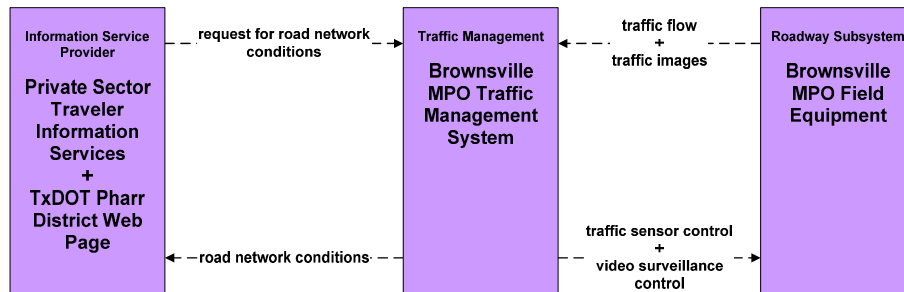 Information Service
Provider
Private Sector
Traveler
Information
Services
+
TxDOT Pharr
District Web
Page
request for road network
conditions
road network conditions
Traffic Management
Brownsville
MPO Traffic
Management
System
traffic flow
+
traffic images
traffic sensor control
+
video surveillance
control
Roadway Subsystem
Brownsville
MPO Field
Equipment